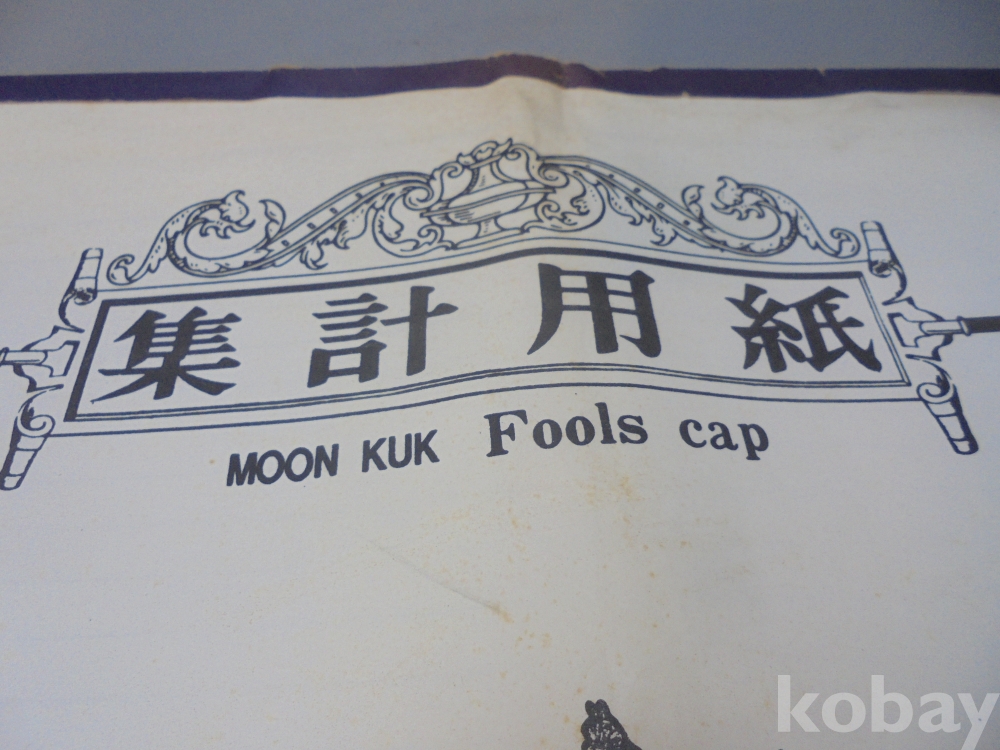 集計用紙
MOON KUK Fools cap
kobay